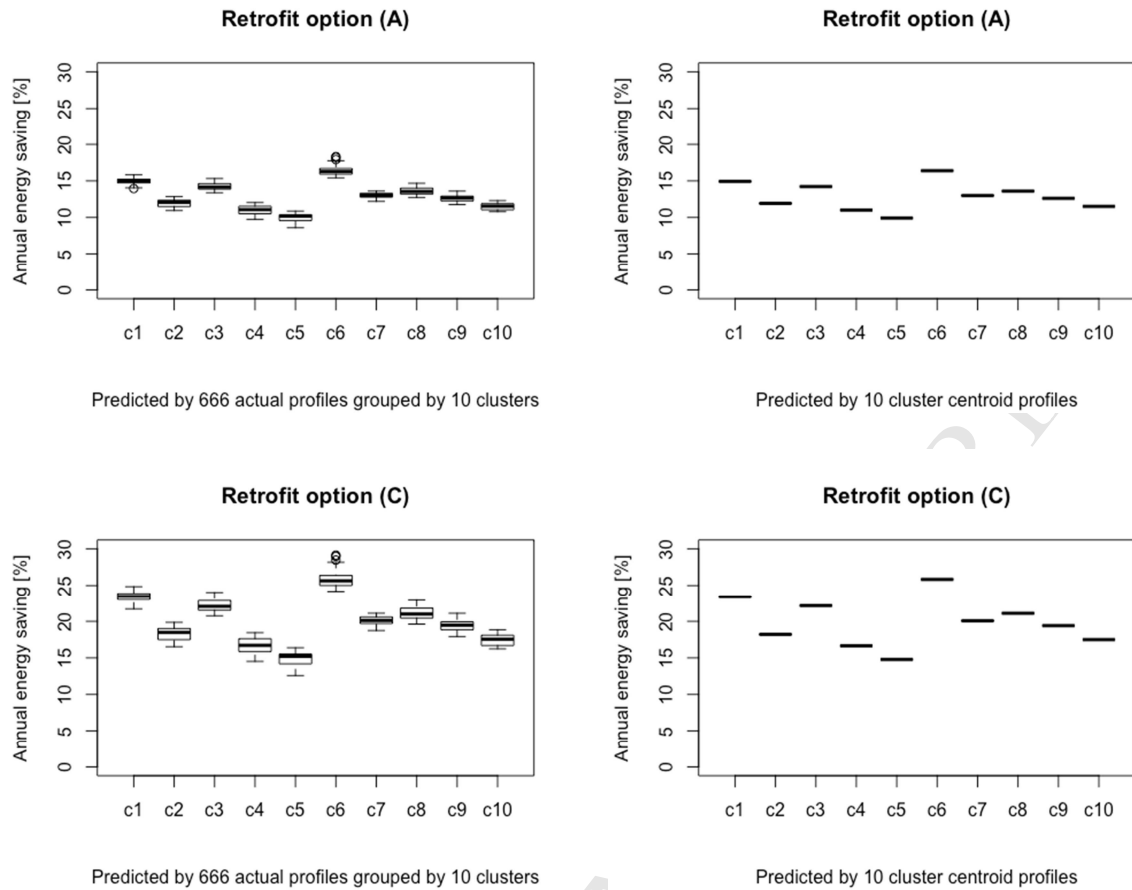 Retrofit option (A)
Annual energy saving [%]
30
25
20
15
10
5
0
c1 c2 c3 c4 c5 c6 c7 c8 c9 c10
Predicted by 666 actual profiles grouped by 10 clusters
Retrofit option (A)
Annual energy saving [%]
30
25
20
15
10
5
0
c1 c2 c3 c4 c5 c6 c7 c8 c9 c10
Predicted by 10 cluster centroid profiles
Retrofit option (C)
Annual energy saving [%]
30
25
20
15
10
5
0
c1 c2 c3 c4 c5 c6 c7 c8 c9 c10
Predicted by 666 actual profiles grouped by 10 clusters
Retrofit option (C)
Annual energy saving [%]
30
25
20
15
10
5
0
c1 c2 c3 c4 c5 c6 c7 c8 c9 c10
Predicted by 10 cluster centroid profiles